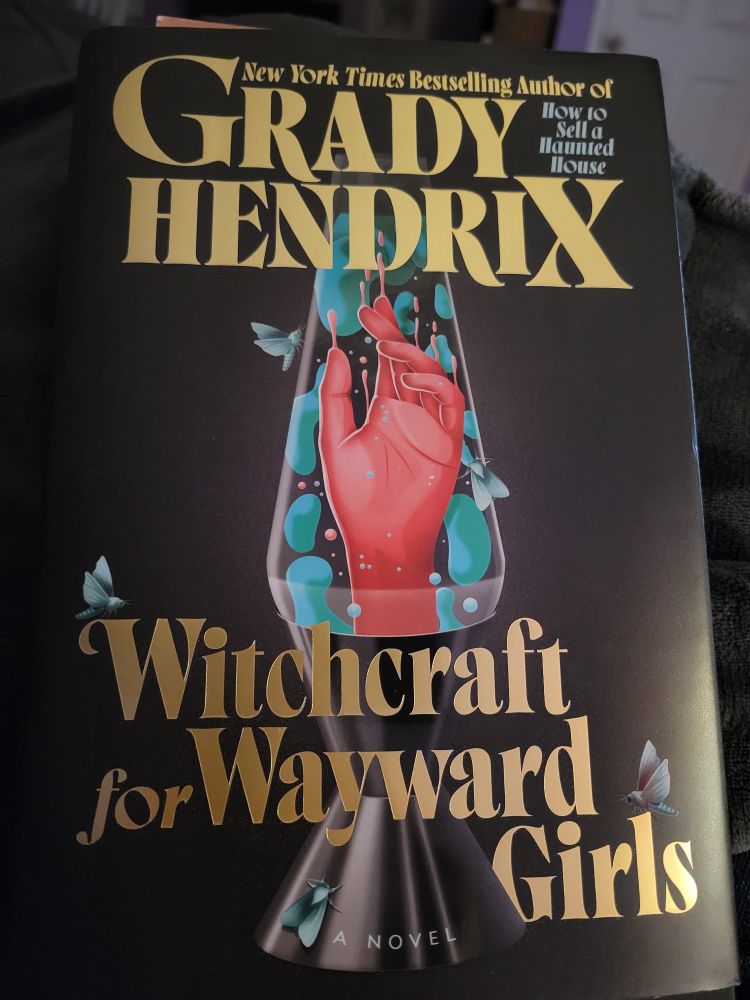 New York Times Bestselling Author of
How to
Sell a
Haunted
House
GRADY
HENDRIX
Witchcraft
for Wayward
Girls
A NOVEL